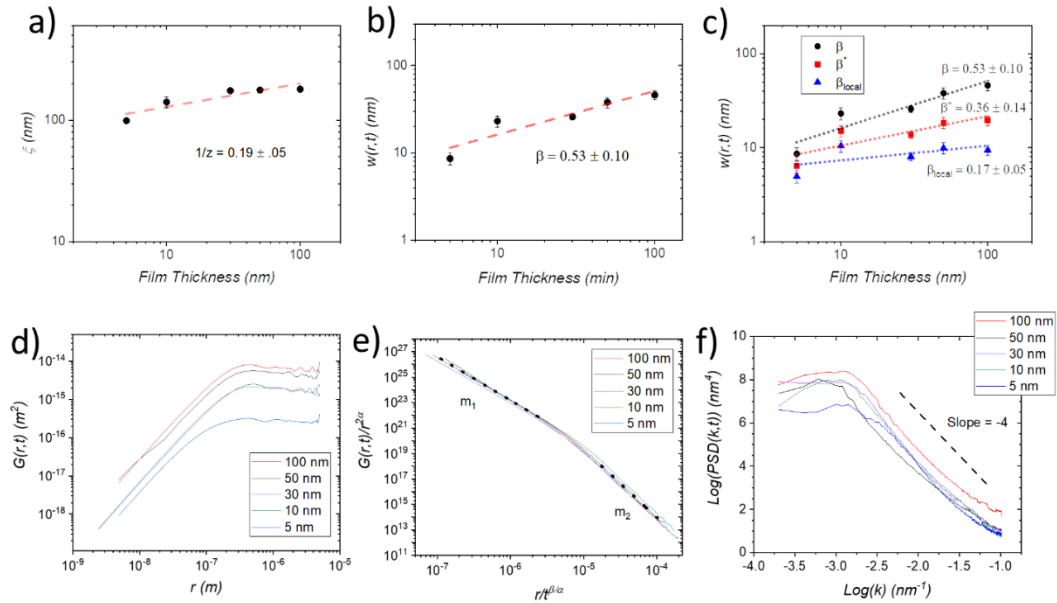 a)
ξ (nm)
100
10
1/z = 0.19 ± .05
10
100
Film Thickness (nm)
b)
w(r,t) (nm)
100
10
1
β = 0.53 ± 0.10
10
100
Film Thickness (min)
c)
w(r,t) (nm)
100
10
1
β
β*
βlocal
β = 0.53 ± 0.10
β* = 0.36 ± 0.14
βlocal = 0.17 ± 0.05
10
100
Film Thickness (nm)
d)
G(r,t) (m²)
10⁻¹⁴
10⁻¹⁵
10⁻¹⁶
10⁻¹⁷
10⁻¹⁸
100 nm
50 nm
30 nm
10 nm
5 nm
10⁻⁹
10⁻⁸
10⁻⁷
10⁻⁶
10⁻⁵
r (m)
e)
G(r,t)/r²ᵅ
10²⁷
10²⁵
10²³
10²¹
10¹⁹
10¹⁷
10¹⁵
10¹³
10¹¹
m₁
m₂
100 nm
50 nm
30 nm
10 nm
5 nm
10⁻⁷
10⁻⁶
10⁻⁵
10⁻⁴
r/t^β/α
f)
Log(PSD(k,t)) (nm⁴)
10
8
6
4
2
0
100 nm
50 nm
30 nm
10 nm
5 nm
Slope = -4
-4.0
-3.5
-3.0
-2.5
-2.0
-1.5
-1.0
Log(k) (nm⁻¹)